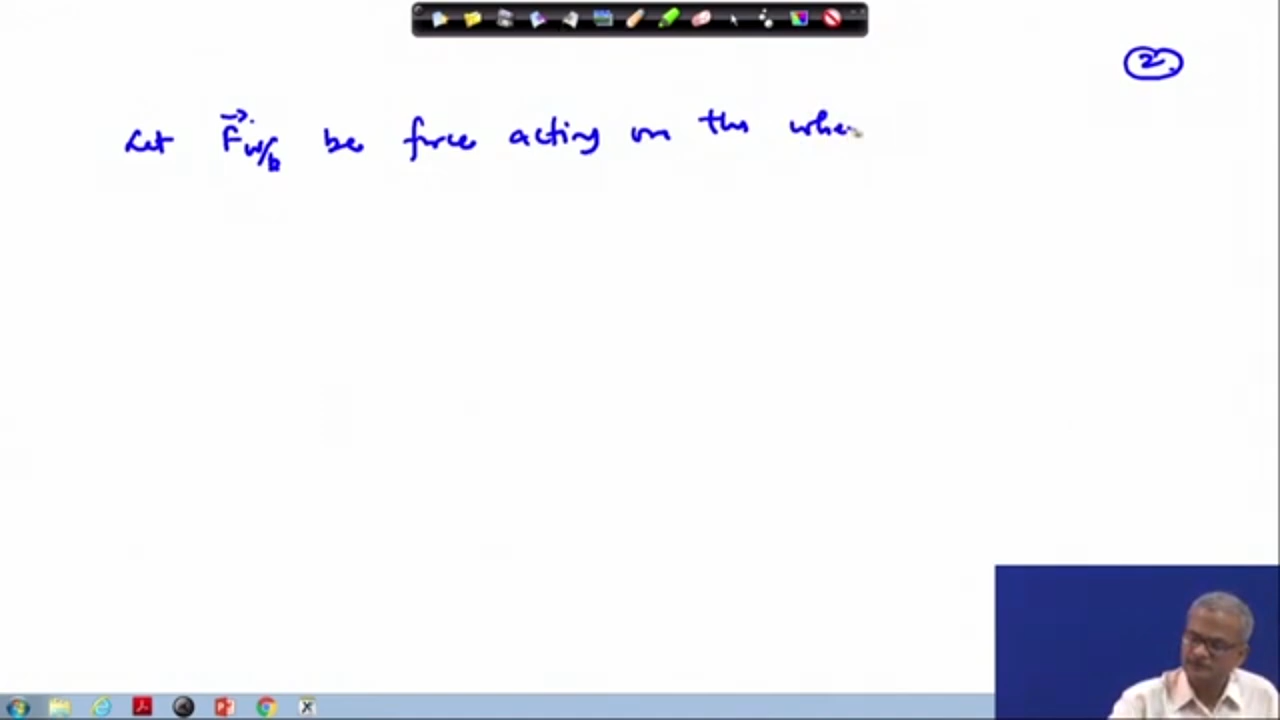 2.
Let F⃗w/b be force acting on the whe